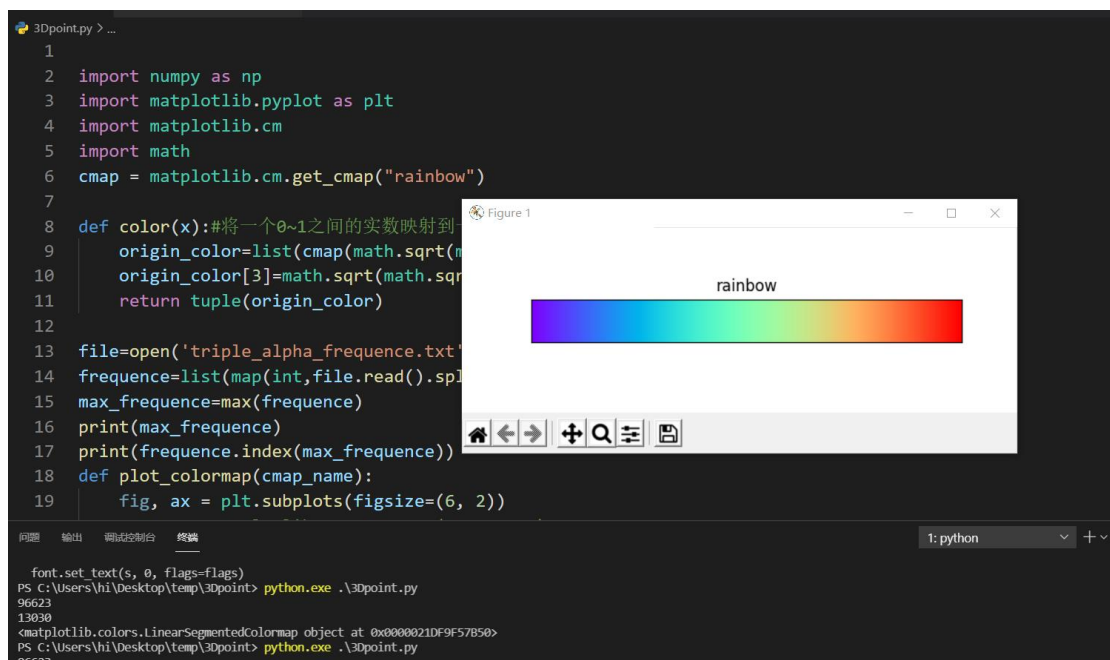 3Dpoint.py > ...
1
2 import numpy as np
3 import matplotlib.pyplot as plt
4 import matplotlib.cm
5 import math
6 cmap = matplotlib.cm.get_cmap("rainbow")
7
8 def color(x):#将一个0~1之间的实数映射到
9 origin_color=list(cmap(math.sqrt(
10 origin_color[3]=math.sqrt(math.sqr
11 return tuple(origin_color)
12
13 file=open('triple_alpha_frequence.txt'
14 frequence=list(map(int,file.read().spl
15 max_frequence=max(frequence)
16 print(max_frequence)
17 print(frequence.index(max_frequence))
18 def plot_colormap(cmap_name):
19 fig, ax = plt.subplots(figsize=(6, 2))
Figure 1
rainbow
问题 输出 调试控制台 终端 1: python
font.set_text(s, 0, flags=flags)
PS C:\Users\hi\Desktop\temp\3Dpoint> python.exe .\3Dpoint.py
96623
13030
<matplotlib.colors.LinearSegmentedColormap object at 0x0000021DF9F57B50>
PS C:\Users\hi\Desktop\temp\3Dpoint> python.exe .\3Dpoint.py